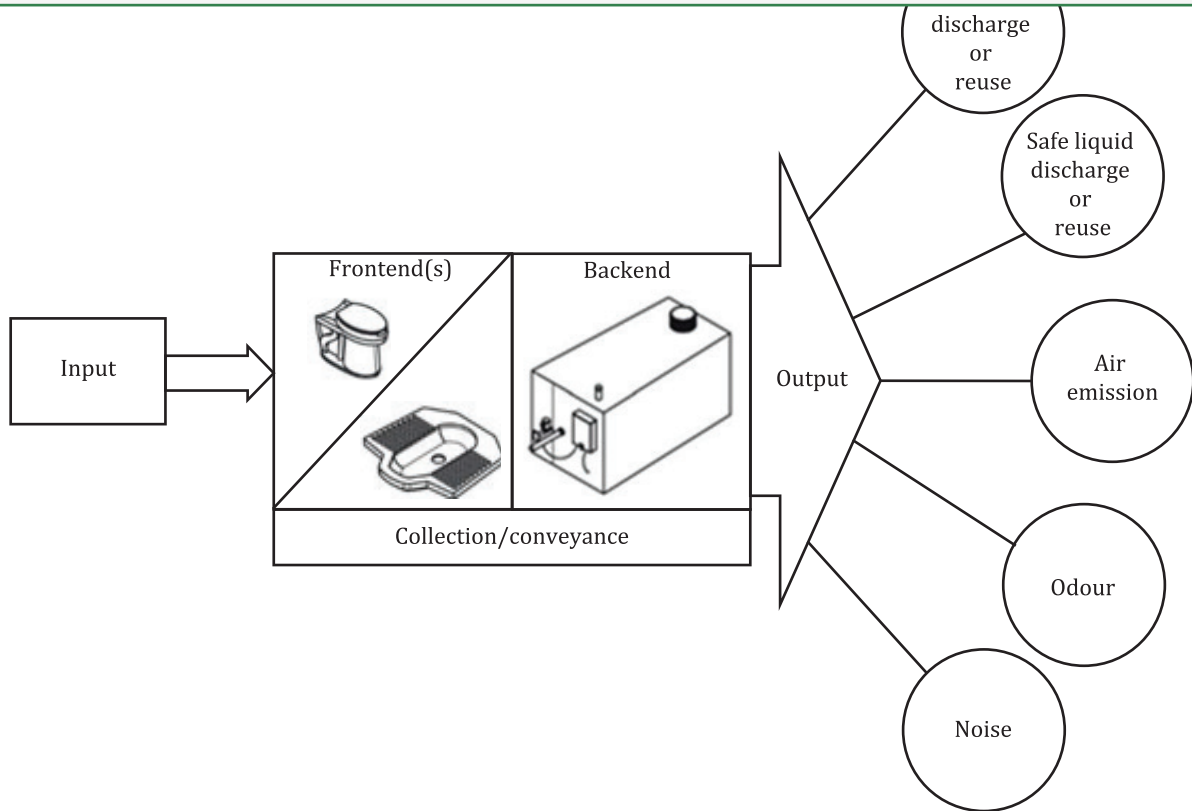 discharge
or
reuse
Safe liquid
discharge
or
reuse
Frontend(s)
Backend
Input
Output
Air
emission
Collection/conveyance
Odour
Noise